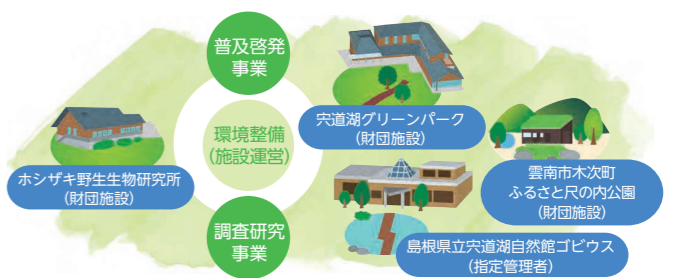 普及啓発
事業
環境整備
(施設運営)
調査研究
事業
ホシザキ野生生物研究所
(財団施設)
宍道湖グリーンパーク
(財団施設)
雲南市木次町
ふるさと尺の内公園
(財団施設)
島根県立宍道湖自然館ゴビウス
(指定管理者)